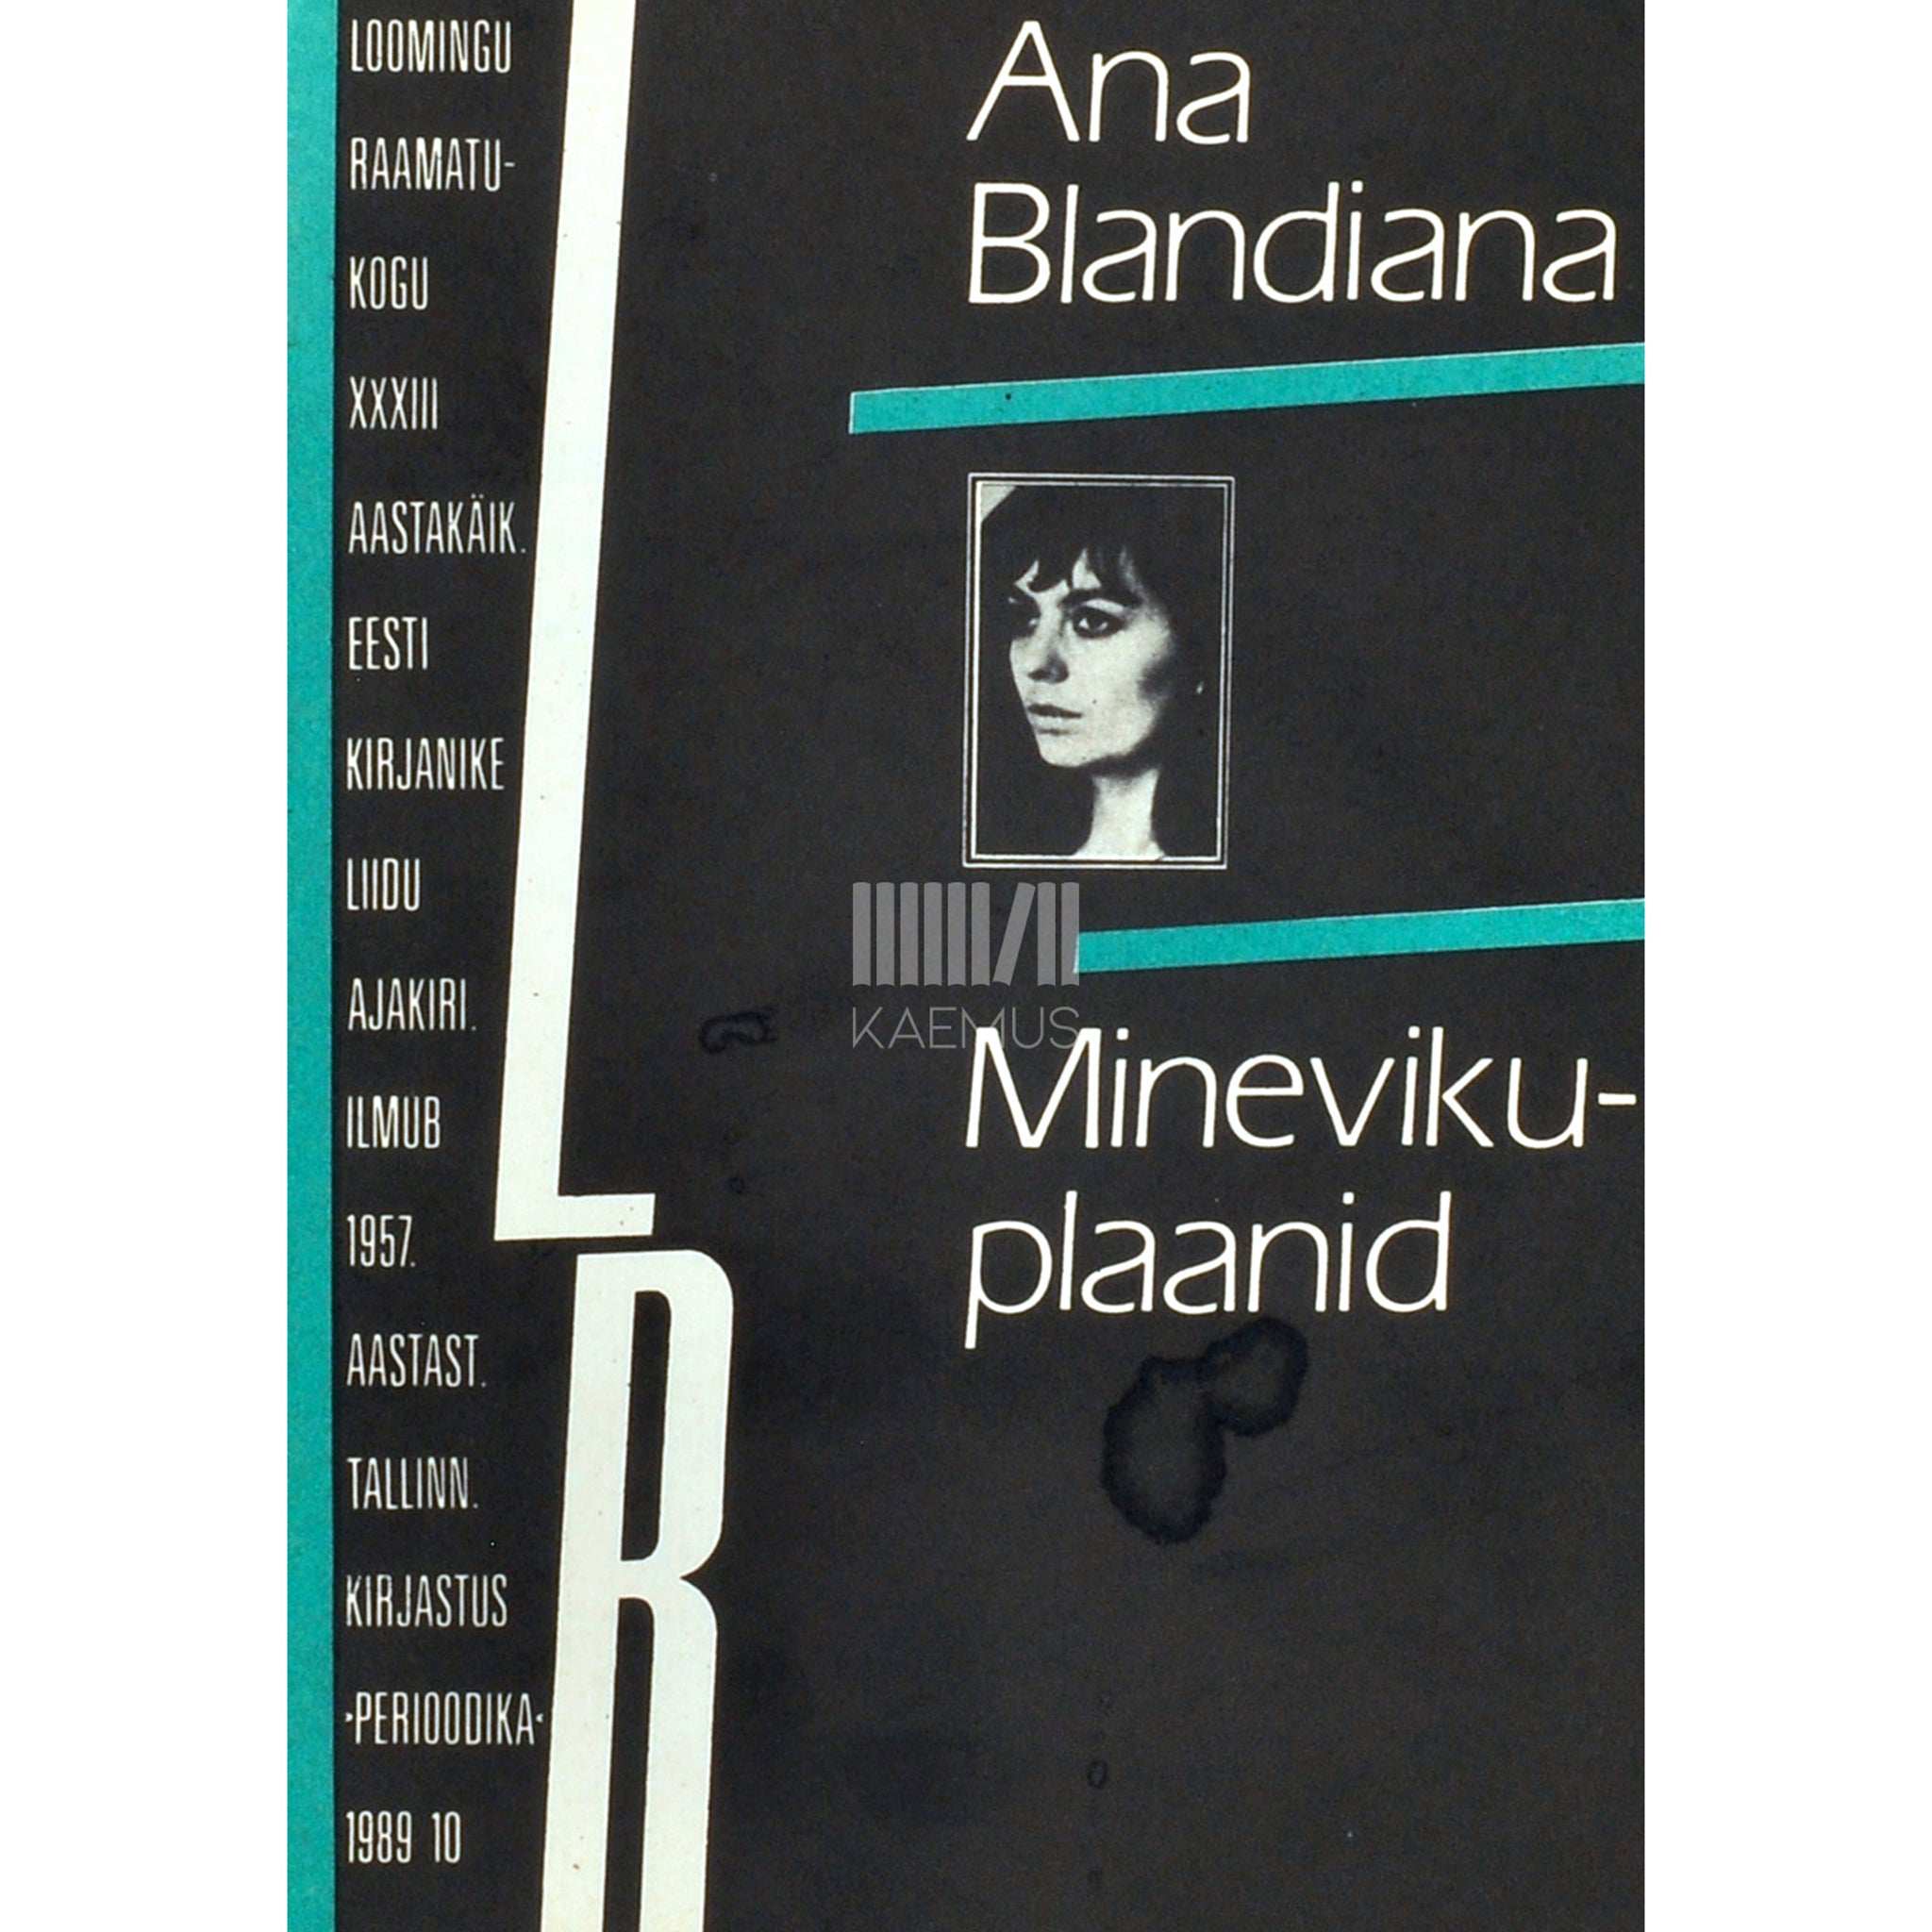 LOOMINGU
RAAMATU-
KOGU
XXXIII
AASTAKÄIK.
EESTI
KIRJANIKE
LIIDU
AJAKIRI.
ILMUB
1957.
AASTAST.
TALLINN.
KIRJASTUS
›PERIOODIKA‹
1989 10
LR
Ana
Blandiana
KAEMUS
Mineviku-
plaanid